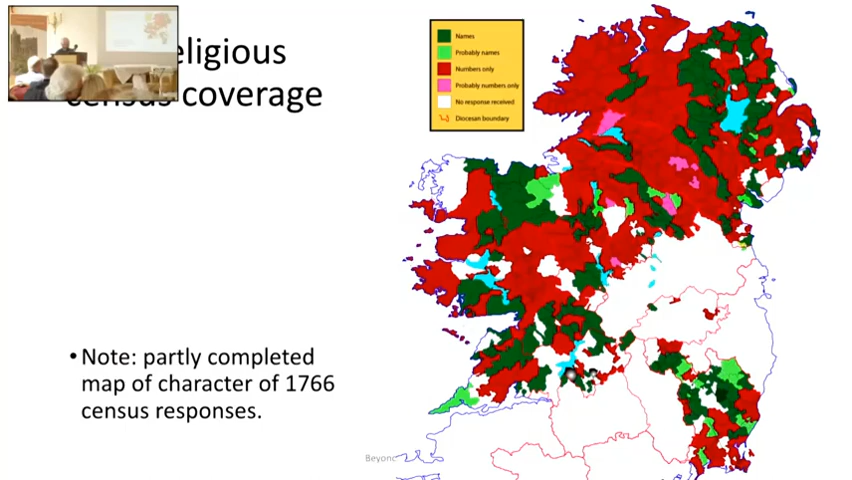 eligious
census coverage
Names
Probably names
Numbers only
Probably numbers only
No response received
Diocesan boundary
• Note: partly completed
map of character of 1766
census responses.